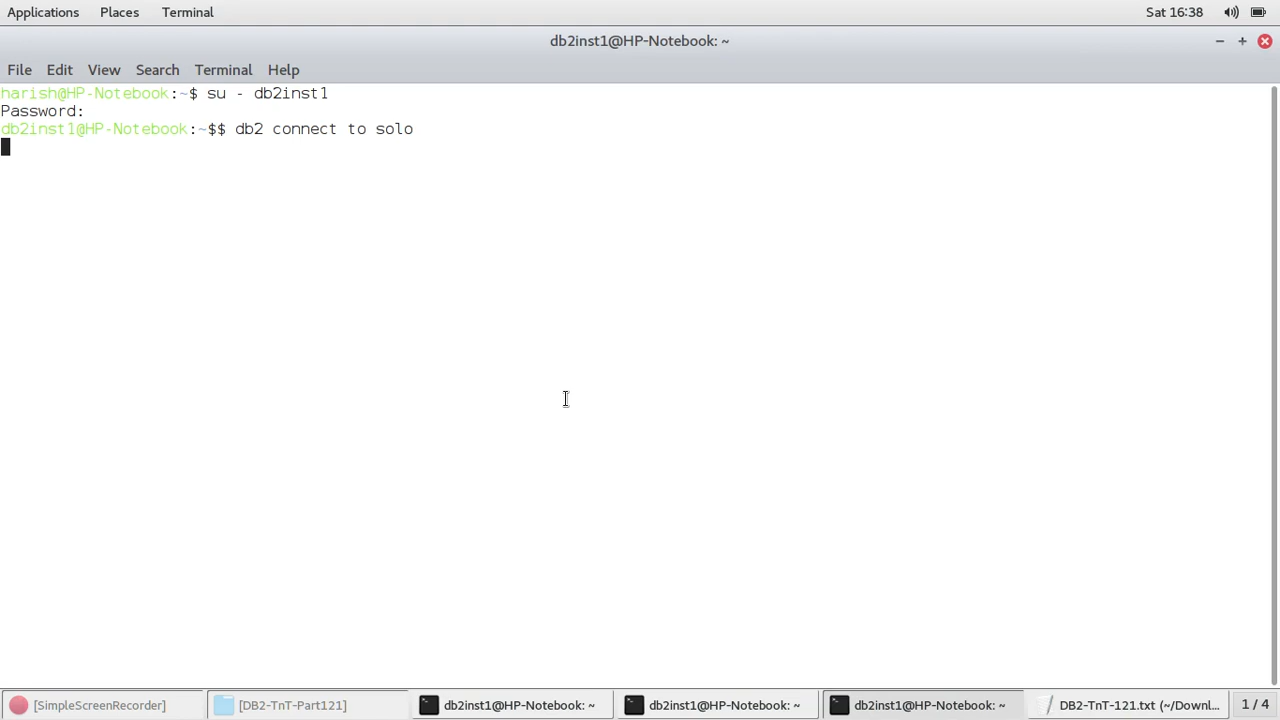 Applications Places Terminal Sat 16:38
db2inst1@HP-Notebook: ~
File Edit View Search Terminal Help
harish@HP-Notebook:~$ su - db2inst1
Password:
db2inst1@HP-Notebook:~$$ db2 connect to solo
[SimpleScreenRecorder] [DB2-TnT-Part121] db2inst1@HP-Notebook: ~ db2inst1@HP-Notebook: ~ db2inst1@HP-Notebook: ~ DB2-TnT-121.txt (~/Downl... 1 / 4